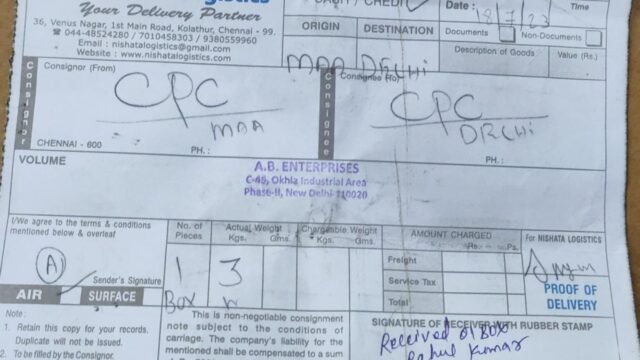 Your Delivery Partner
36, Venus Nagar, 1st Main Road, Kolathur, Chennai - 99.
☎ 044-48524280 / 7010458303 / 9380559960
Email : nishatalogistics@gmail.com
Website : www.nishatalogistics.com
CASH / CREDIT
Date : 18/7/23
Time
ORIGIN
DESTINATION
Documents
Non-Documents
Description of Goods
Value (Rs.)
MAA
DELHI
Consignor
Consignor (From)
CPC
MAA
CHENNAI - 600
PH. :
Consignee
Consignee (To)
CPC
DRLHi
PH. :
VOLUME
A.B. ENTERPRISES
C-49, Okhla Industrial Area
Phase-II, New Delhi-110020
I/We agree to the terms & conditions
mentioned below & overleaf
A
Sender's Signature
AIR
SURFACE
No. of Pieces
Actual Weight
Kgs. Gms.
Chargeable Weight
Kgs. Gms.
1
BOX
3
AMOUNT CHARGED
Rs. Ps.
Freight
Service Tax
Total
For NISHATA LOGISTICS
PROOF OF
DELIVERY
Note :
1. Retain this copy for your records.
Duplicate will not be issued.
2. To be filled by the Consignor.
This is non-negotiable consignment
note subject to the conditions of
carriage. The company's liability for
the mentioned shall be compensated to a sum
SIGNATURE OF RECEIVER WITH RUBBER STAMP
Received 01 BOX
Rahul Kumar